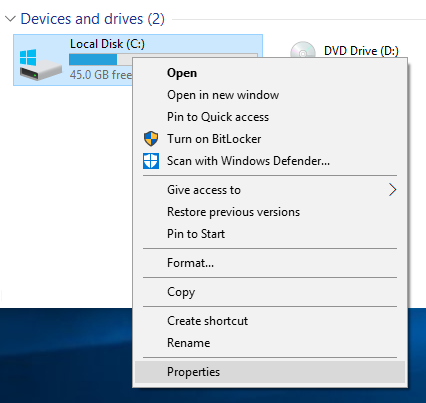 Devices and drives (2)
Local Disk (C:)
45.0 GB free
DVD Drive (D:)
Open
Open in new window
Pin to Quick access
Turn on BitLocker
Scan with Windows Defender...
Give access to
Restore previous versions
Pin to Start
Format...
Copy
Create shortcut
Rename
Properties